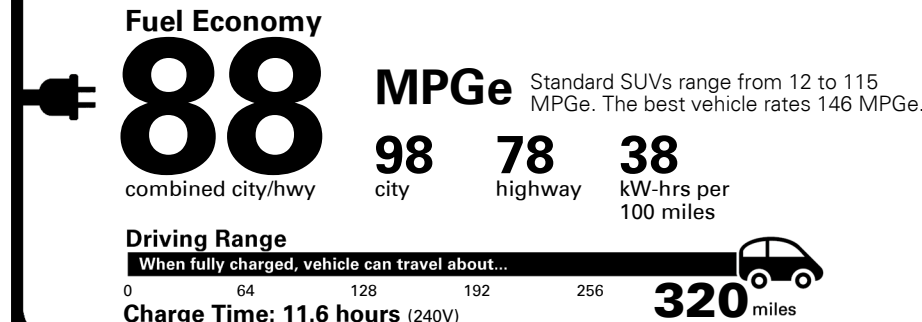 Fuel Economy
88
MPGe
Standard SUVs range from 12 to 115
MPGe. The best vehicle rates 146 MPGe.
combined city/hwy
98
city
78
highway
38
kW-hrs per
100 miles
Driving Range
When fully charged, vehicle can travel about...
0 64 128 192 256 320 miles
Charge Time: 11.6 hours (240V)